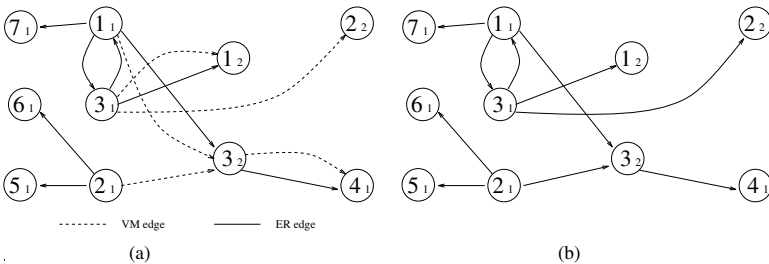 7 1 1 1 2 2 7 1 1 1 2 2
1 2 1 2
3 1 3 1
6 1 6 1
3 2 3 2
5 1 2 1 4 1 5 1 2 1 4 1
VM edge ER edge
(a) (b)